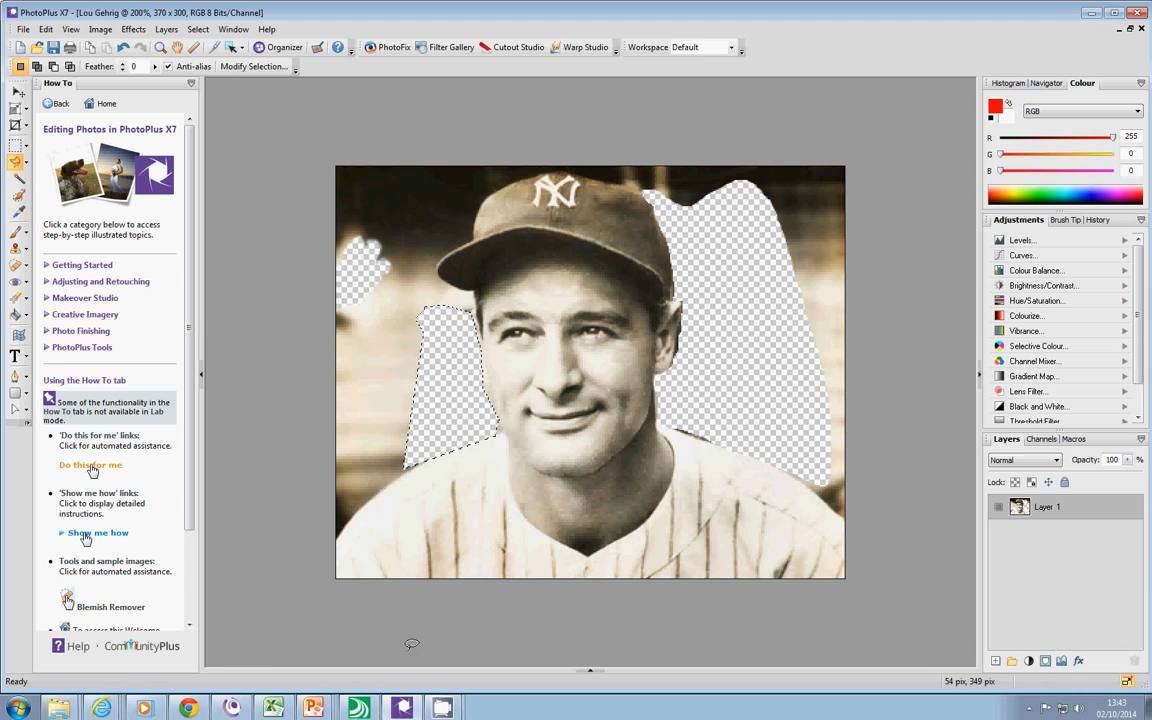 PhotoPlus X7 - [Lou Gehrig @ 200%, 370 x 300, RGB 8 Bits/Channel]
File Edit View Image Effects Layers Select Window Help
Organizer PhotoFix Filter Gallery Cutout Studio Warp Studio Workspace Default
Feather: 0 Anti-alias Modify Selection...
How To
Back Home
Editing Photos in PhotoPlus X7
Click a category below to access
step-by-step illustrated topics.
Getting Started
Adjusting and Retouching
Makeover Studio
Creative Imagery
Photo Finishing
PhotoPlus Tools
Using the How To tab
Some of the functionality in the
How To tab is not available in Lab
mode.
• 'Do this for me' links:
Click for automated assistance.
Do this for me
• 'Show me how' links:
Click to display detailed
instructions.
Show me how
• Tools and sample images:
Click for automated assistance.
Blemish Remover
Help · CommunityPlus
Ready
NY
Histogram Navigator Colour
RGB
R 255
G 0
B 0
Adjustments Brush Tip History
Levels...
Curves...
Colour Balance...
Brightness/Contrast...
Hue/Saturation...
Colourize...
Vibrance...
Selective Colour...
Channel Mixer...
Gradient Map...
Lens Filter...
Black and White...
Threshold Filter
Layers Channels Macros
Normal Opacity: 100 %
Lock:
Layer 1
54 pix, 349 pix
13:43
02/10/2014